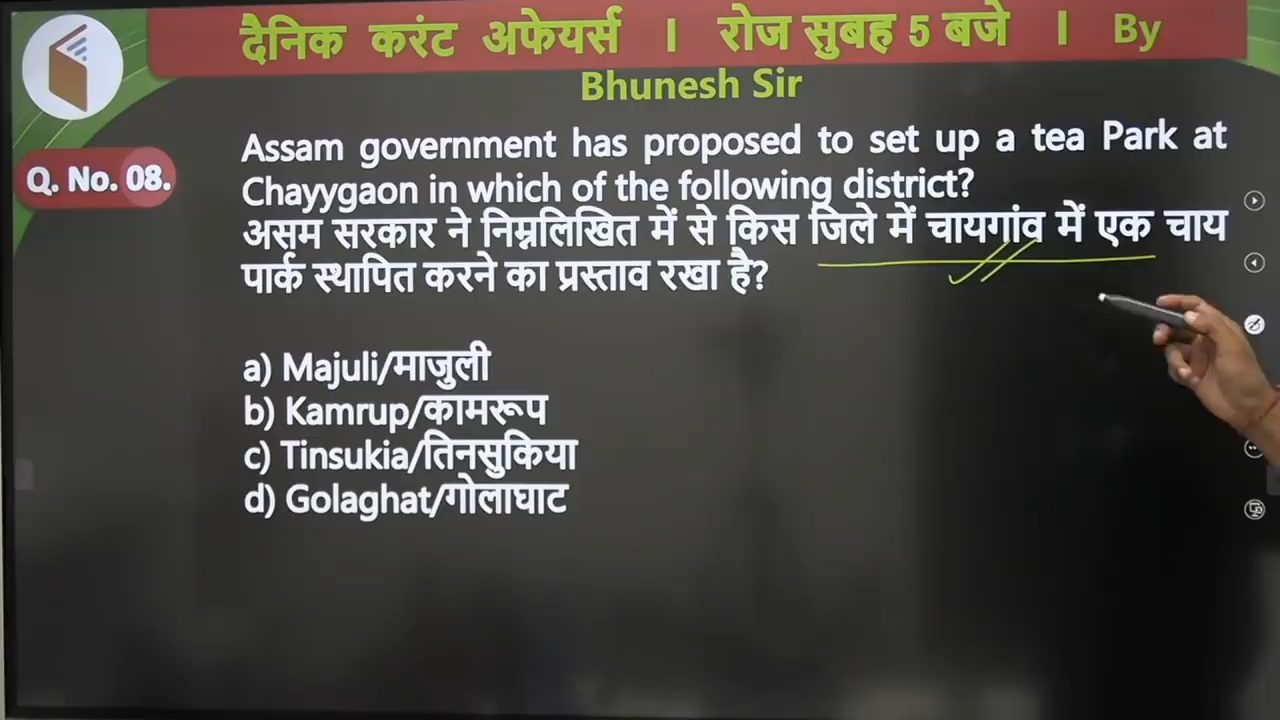 दैनिक करंट अफेयर्स । रोज सुबह 5 बजे । By
Bhunesh Sir
Q. No. 08.
Assam government has proposed to set up a tea Park at
Chayygaon in which of the following district?
असम सरकार ने निम्नलिखित में से किस जिले में चायगांव में एक चाय
पार्क स्थापित करने का प्रस्ताव रखा है?
a) Majuli/माजुली
b) Kamrup/कामरूप
c) Tinsukia/तिनसुकिया
d) Golaghat/गोलाघाट